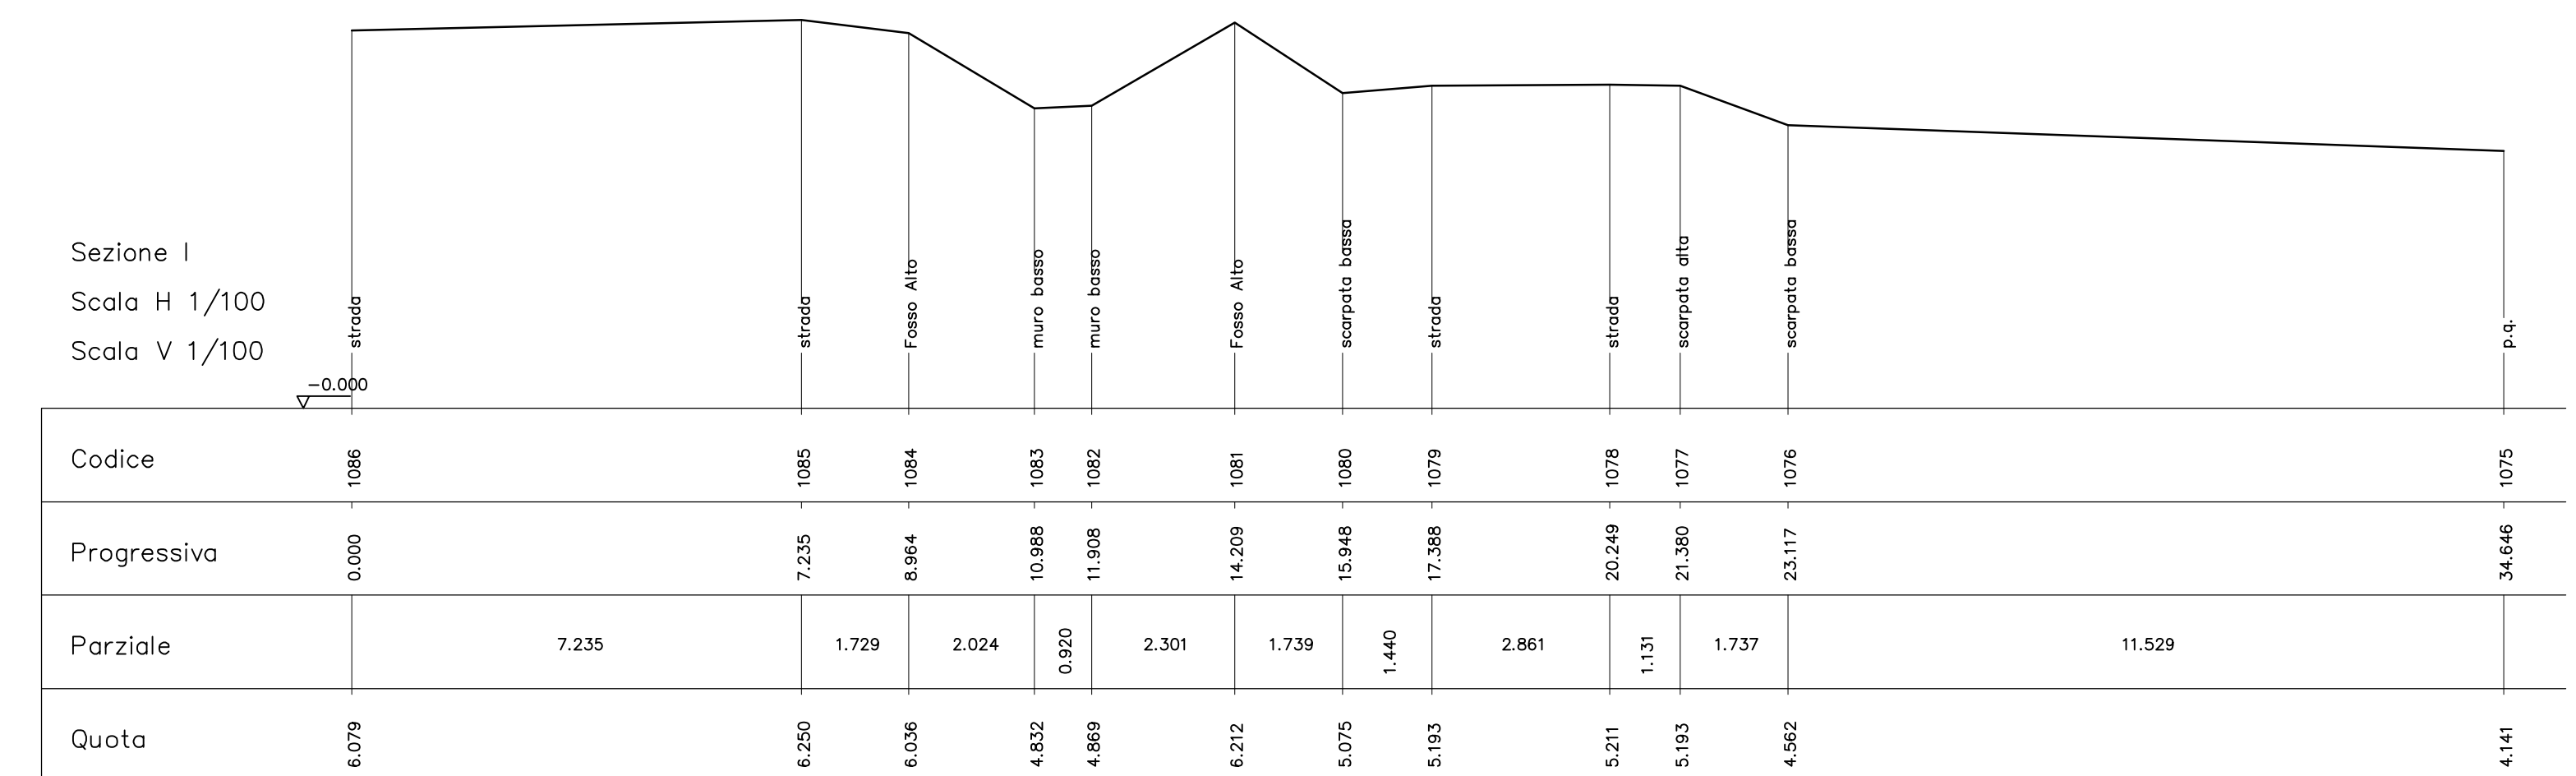 Sezione I
Scala H 1/100
Scala V 1/100
-0.000
strada
strada
Fosso Alto
muro basso
muro basso
Fosso Alto
scarpata bassa
strada
strada
scarpata alta
scarpata bassa
p.q.
Codice 1086 1085 1084 1083 1082 1081 1080 1079 1078 1077 1076 1075
Progressiva 0.000 7.235 8.964 10.988 11.908 14.209 15.948 17.388 20.249 21.380 23.117 34.646
Parziale 7.235 1.729 2.024 0.920 2.301 1.739 1.440 2.861 1.131 1.737 11.529
Quota 6.079 6.250 6.036 4.832 4.869 6.212 5.075 5.193 5.211 5.193 4.562 4.141